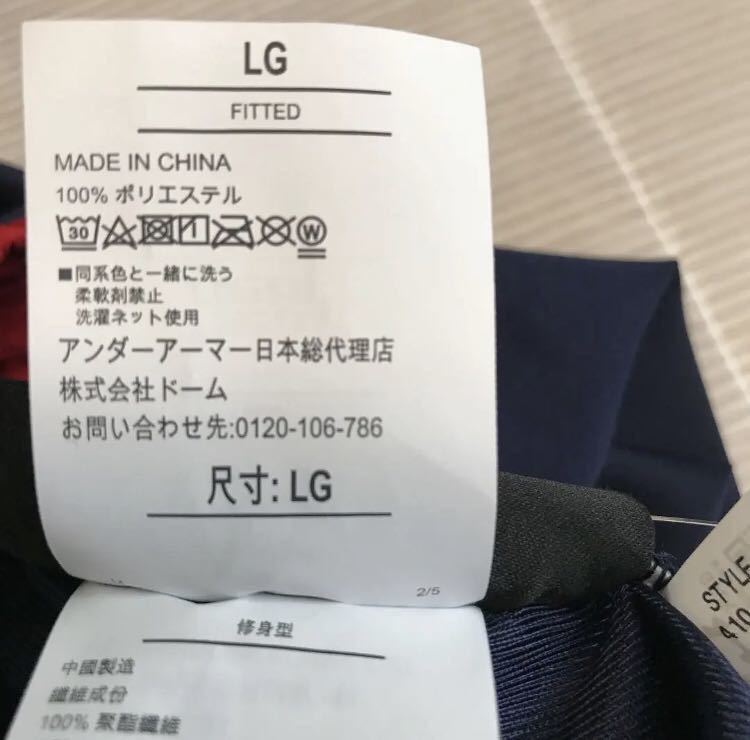 LG
FITTED
MADE IN CHINA
100% ポリエステル
30 W
■同系色と一緒に洗う
柔軟剤禁止
洗濯ネット使用
アンダーアーマー日本総代理店
株式会社ドーム
お問い合わせ先:0120-106-786
尺寸: LG
2/5
修身型
中國製造
纖維成份
100% 聚酯纖維
STYLE
410